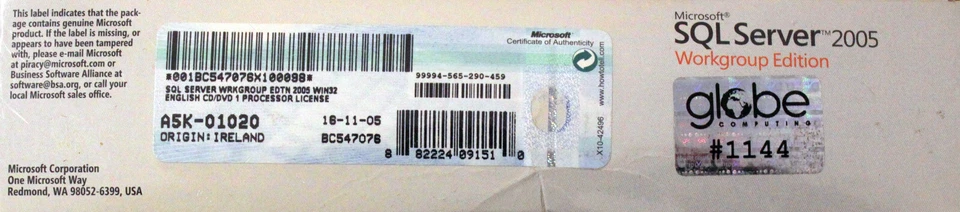 This label indicates that the pack-
age contains genuine Microsoft
product. If the label is missing, or
appears to have been tampered
with, please e-mail Microsoft
at piracy@microsoft.com or
Business Software Alliance at
software@bsa.org, or call your
local Microsoft sales office.
Microsoft Corporation
One Microsoft Way
Redmond, WA 98052-6399, USA
Microsoft
Certificate of Authenticity
*001BC547076X100098*
SQL SERVER WRKGROUP EDTN 2005 WIN32
ENGLISH CD/DVD 1 PROCESSOR LICENSE
99994-565-290-459
A5K-01020
16-11-05
ORIGIN: IRELAND
BC547076
8 82224 09151 0
www.howtotell.com
X10-42496
Microsoft®
SQL Server™ 2005
Workgroup Edition
globe
COMPUTING
#1144